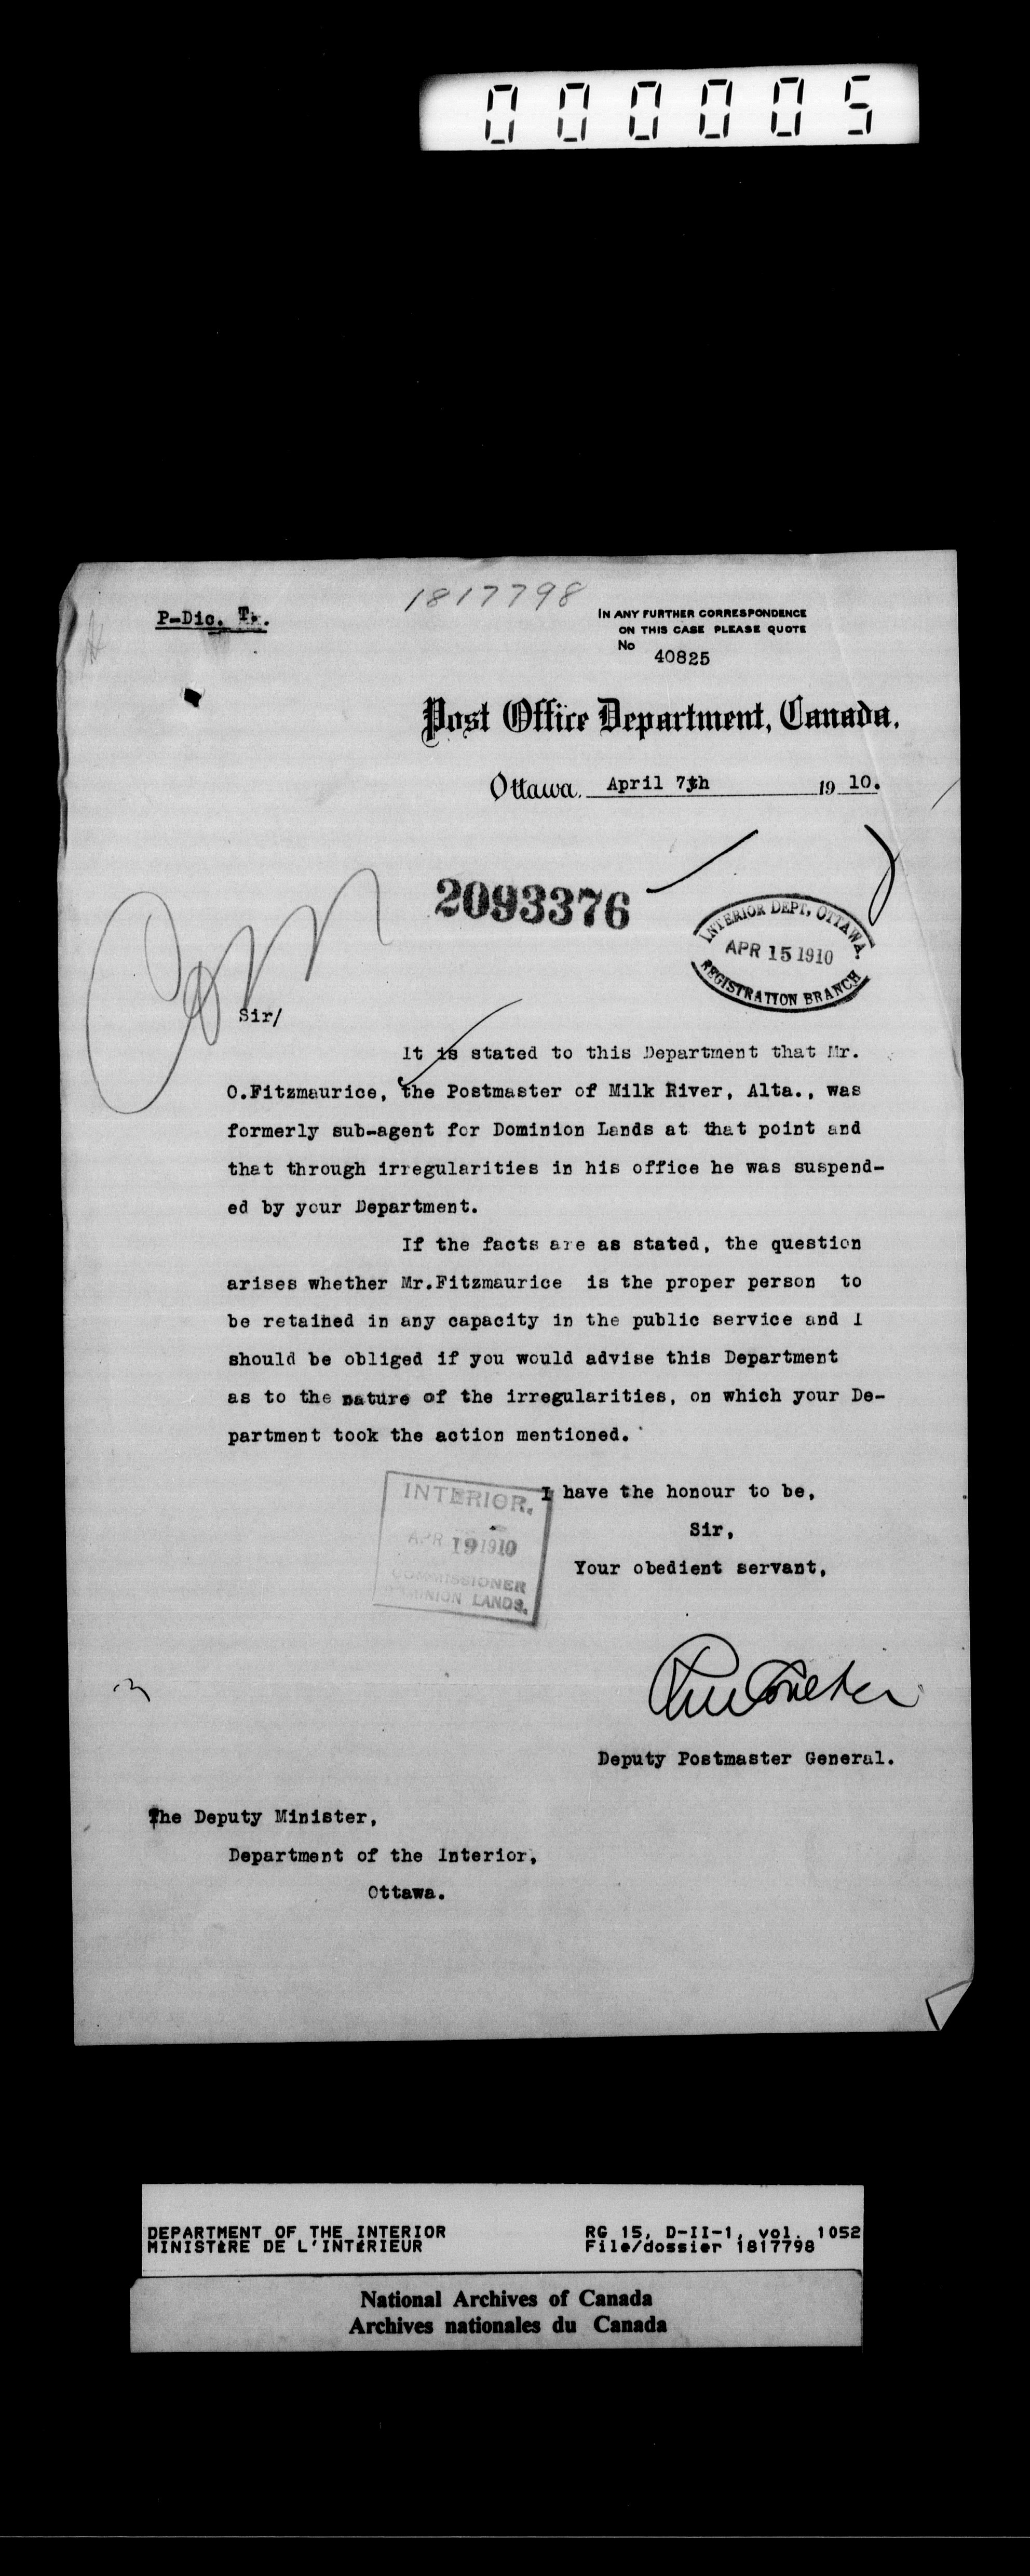 000005
1817798
P-Dic. T.
IN ANY FURTHER CORRESPONDENCE
ON THIS CASE PLEASE QUOTE
No
40825
Post Office Department, Canada.
Ottawa. April 7th 1910.
2093376
INTERIOR DEPT, OTTAWA.
APR 15 1910
REGISTRATION BRANCH
Sir/
It is stated to this Department that Mr.
O.Fitzmaurice, the Postmaster of Milk River, Alta., was
formerly sub-agent for Dominion Lands at that point and
that through irregularities in his office he was suspend-
ed by your Department.
If the facts are as stated, the question
arises whether Mr.Fitzmaurice is the proper person to
be retained in any capacity in the public service and I
should be obliged if you would advise this Department
as to the nature of the irregularities, on which your De-
partment took the action mentioned.
I have the honour to be,
Sir,
Your obedient servant,
INTERIOR.
APR 19 1910
COMMISSIONER
DOMINION LANDS.
Deputy Postmaster General.
The Deputy Minister,
Department of the Interior,
Ottawa.
DEPARTMENT OF THE INTERIOR
MINISTÈRE DE L'INTÉRIEUR
RG 15, D-II-1, vol. 1052
File/dossier 1817798
National Archives of Canada
Archives nationales du Canada